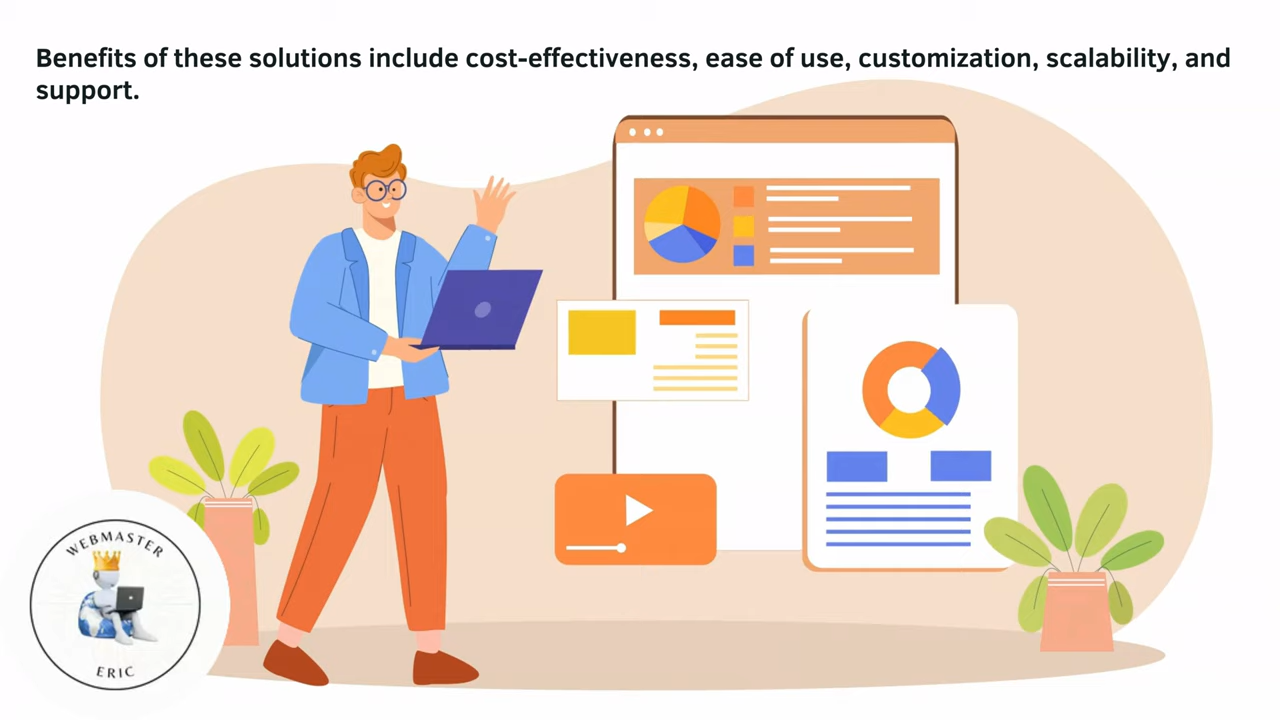 Benefits of these solutions include cost-effectiveness, ease of use, customization, scalability, and
support.
WEBMASTER
ERIC